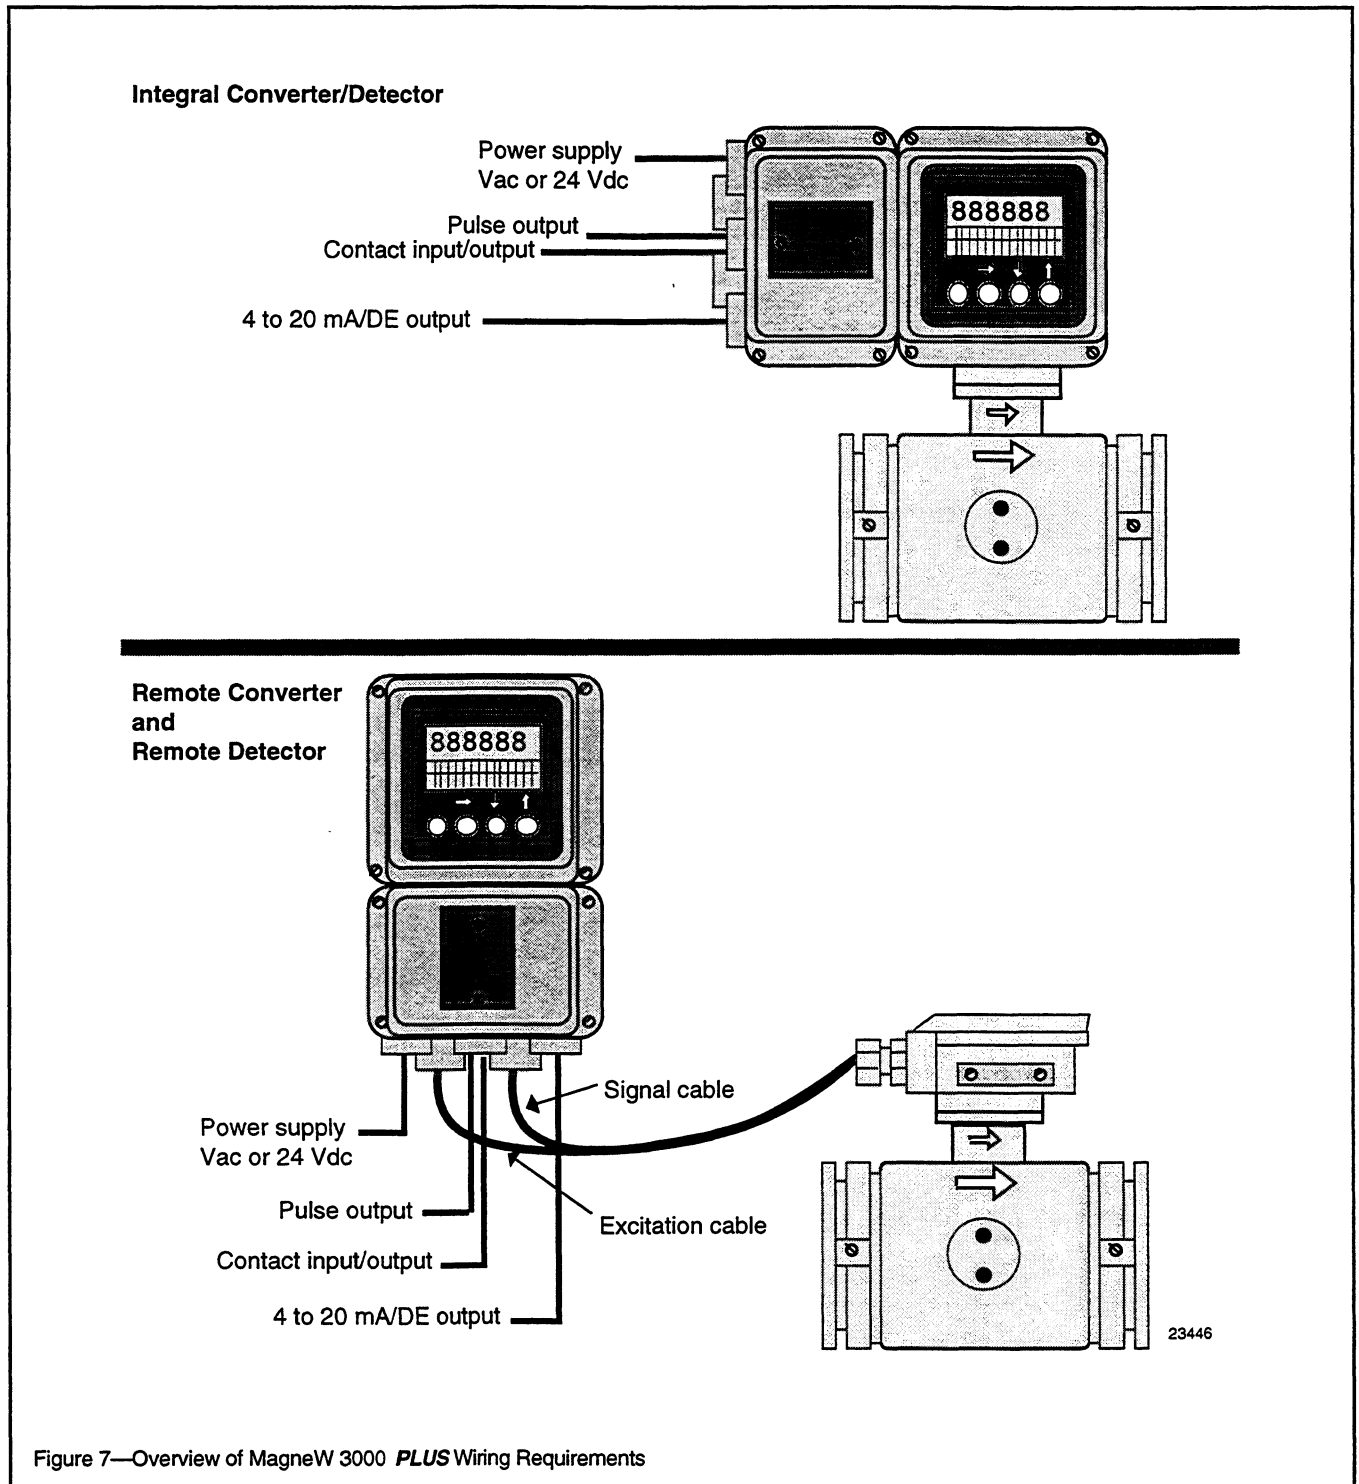 Integral Converter/Detector
Power supply
Vac or 24 Vdc
Pulse output
Contact input/output
4 to 20 mA/DE output
888888
Remote Converter
and
Remote Detector
888888
Signal cable
Power supply
Vac or 24 Vdc
Pulse output
Excitation cable
Contact input/output
4 to 20 mA/DE output
23446
Figure 7—Overview of MagneW 3000 PLUS Wiring Requirements